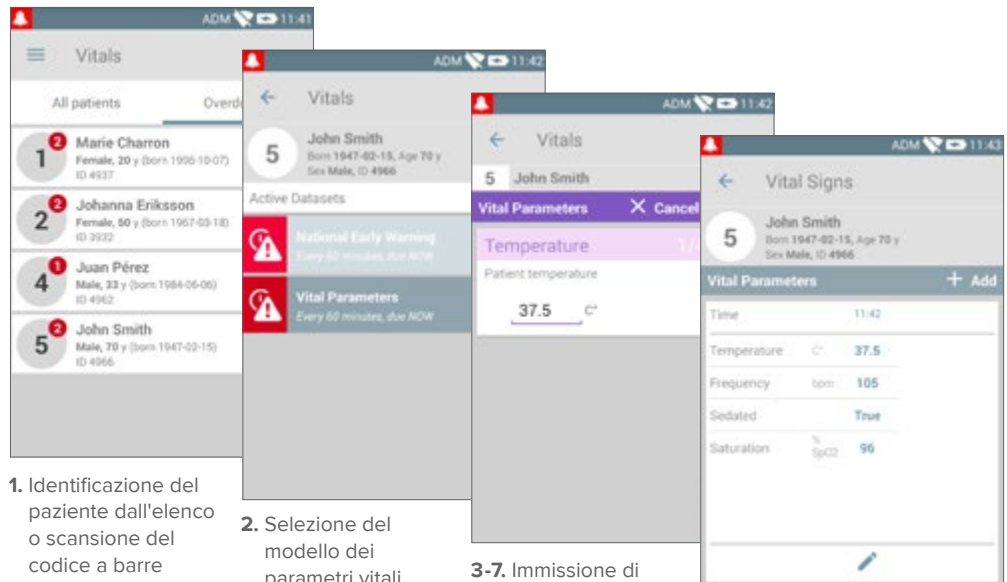 ADM 11:41
Vitals
All patients
1
2
Marie Charron
Female, 20 y (born 1996-10-07)
ID 4937
2
2
Johanna Eriksson
Female, 50 y (born 1967-03-18)
ID 3932
4
1
Juan Pérez
Male, 33 y (born 1984-06-06)
ID 4962
5
2
John Smith
Male, 70 y (born 1947-02-15)
ID 4966
1. Identificazione del
paziente dall'elenco
o scansione del
codice a barre
ADM 11:42
Vitals
5
John Smith
Born 1947-02-15, Age 70 y
Sex Male, ID 4966
Active Datasets
National Early Warning
Every 60 minutes, due NOW
Vital Parameters
Every 60 minutes, due NOW
2. Selezione del
modello dei
parametri vitali
ADM 11:42
Vitals
5 John Smith
Vital Parameters X Cancel
Temperature 1/
Patient temperature
37.5 C°
3-7. Immissione di
ADM 11:43
Vital Signs
5
John Smith
Born 1947-02-15, Age 70 y
Sex Male, ID 4966
Vital Parameters + Add
Time 11:42
Temperature C° 37.5
Frequency bpm 105
Sedated True
Saturation % SpO2 96